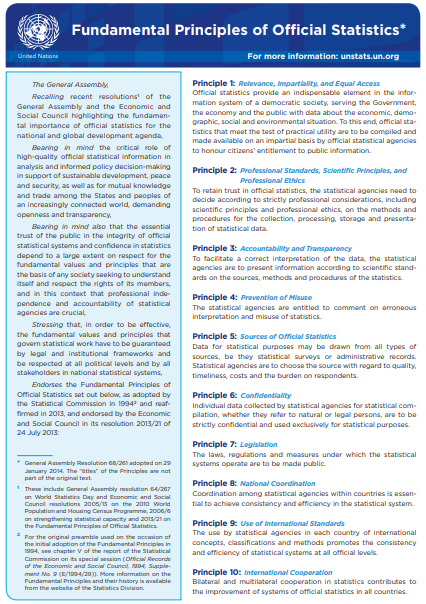 Fundamental Principles of Official Statistics*
United Nations
For more information: unstats.un.org
The General Assembly,
Recalling recent resolutions¹ of the
General Assembly and the Economic and
Social Council highlighting the fundamen-
tal importance of official statistics for the
national and global development agenda,
Bearing in mind the critical role of
high-quality official statistical information in
analysis and informed policy decision-making
in support of sustainable development, peace
and security, as well as for mutual knowledge
and trade among the States and peoples of
an increasingly connected world, demanding
openness and transparency,
Bearing in mind also that the essential
trust of the public in the integrity of official
statistical systems and confidence in statistics
depend to a large extent on respect for the
fundamental values and principles that are
the basis of any society seeking to understand
itself and respect the rights of its members,
and in this context that professional inde-
pendence and accountability of statistical
agencies are crucial,
Stressing that, in order to be effective,
the fundamental values and principles that
govern statistical work have to be guaranteed
by legal and institutional frameworks and
be respected at all political levels and by all
stakeholders in national statistical systems,
Endorses the Fundamental Principles of
Official Statistics set out below, as adopted by
the Statistical Commission in 1994² and reaf-
firmed in 2013, and endorsed by the Economic
and Social Council in its resolution 2013/21 of
24 July 2013:
* General Assembly Resolution 68/261 adopted on 29
January 2014. The "titles" of the Principles are not
part of the original text.
¹ These include General Assembly resolution 64/267
on World Statistics Day and Economic and Social
Council resolutions 2005/13 on the 2010 World
Population and Housing Census Programme, 2006/6
on strengthening statistical capacity and 2013/21 on
the Fundamental Principles of Official Statistics.
² For the original preamble used on the occasion of
the initial adoption of the Fundamental Principles in
1994, see chapter V of the report of the Statistical
Commission on its special session (Official Records
of the Economic and Social Council, 1994, Supple-
ment No. 9 (E/1994/29)). More information on the
Fundamental Principles and their history is available
from the website of the Statistics Division.
Principle 1: Relevance, Impartiality, and Equal Access
Official statistics provide an indispensable element in the infor-
mation system of a democratic society, serving the Government,
the economy and the public with data about the economic, demo-
graphic, social and environmental situation. To this end, official sta-
tistics that meet the test of practical utility are to be compiled and
made available on an impartial basis by official statistical agencies
to honour citizens' entitlement to public information.
Principle 2: Professional Standards, Scientific Principles, and
Professional Ethics
To retain trust in official statistics, the statistical agencies need to
decide according to strictly professional considerations, including
scientific principles and professional ethics, on the methods and
procedures for the collection, processing, storage and presenta-
tion of statistical data.
Principle 3: Accountability and Transparency
To facilitate a correct interpretation of the data, the statistical
agencies are to present information according to scientific stand-
ards on the sources, methods and procedures of the statistics.
Principle 4: Prevention of Misuse
The statistical agencies are entitled to comment on erroneous
interpretation and misuse of statistics.
Principle 5: Sources of Official Statistics
Data for statistical purposes may be drawn from all types of
sources, be they statistical surveys or administrative records.
Statistical agencies are to choose the source with regard to quality,
timeliness, costs and the burden on respondents.
Principle 6: Confidentiality
Individual data collected by statistical agencies for statistical com-
pilation, whether they refer to natural or legal persons, are to be
strictly confidential and used exclusively for statistical purposes.
Principle 7: Legislation
The laws, regulations and measures under which the statistical
systems operate are to be made public.
Principle 8: National Coordination
Coordination among statistical agencies within countries is essen-
tial to achieve consistency and efficiency in the statistical system.
Principle 9: Use of International Standards
The use by statistical agencies in each country of international
concepts, classifications and methods promotes the consistency
and efficiency of statistical systems at all official levels.
Principle 10: International Cooperation
Bilateral and multilateral cooperation in statistics contributes to
the improvement of systems of official statistics in all countries.